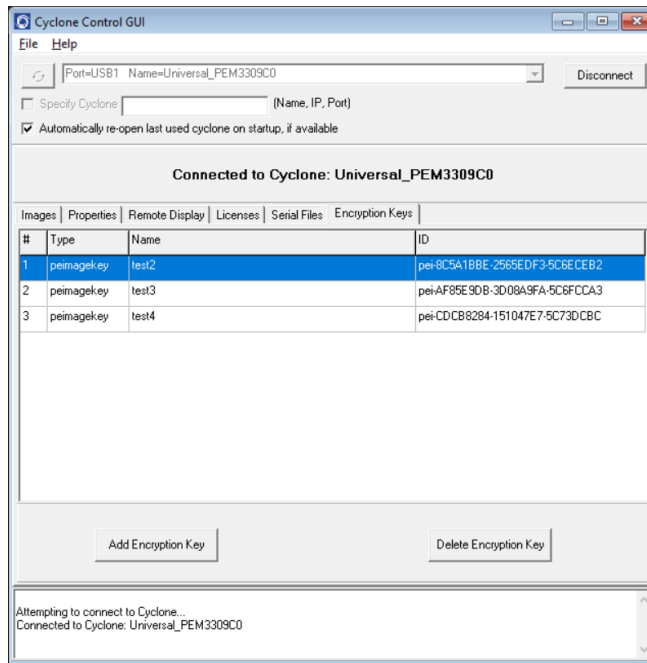 Cyclone Control GUI
File Help
Port=USB1 Name=Universal_PEM3309C0
Disconnect
Specify Cyclone (Name, IP, Port)
Automatically re-open last used cyclone on startup, if available
Connected to Cyclone: Universal_PEM3309C0
Images Properties Remote Display Licenses Serial Files Encryption Keys
# Type Name ID
1 peimagekey test2 pei-8C5A1BBE-2565EDF3-5C6ECEB2
2 peimagekey test3 pei-AF85E9DB-3D08A9FA-5C6FCCA3
3 peimagekey test4 pei-CDCB8284-151047E7-5C73DCBC
Add Encryption Key Delete Encryption Key
Attempting to connect to Cyclone...
Connected to Cyclone: Universal_PEM3309C0